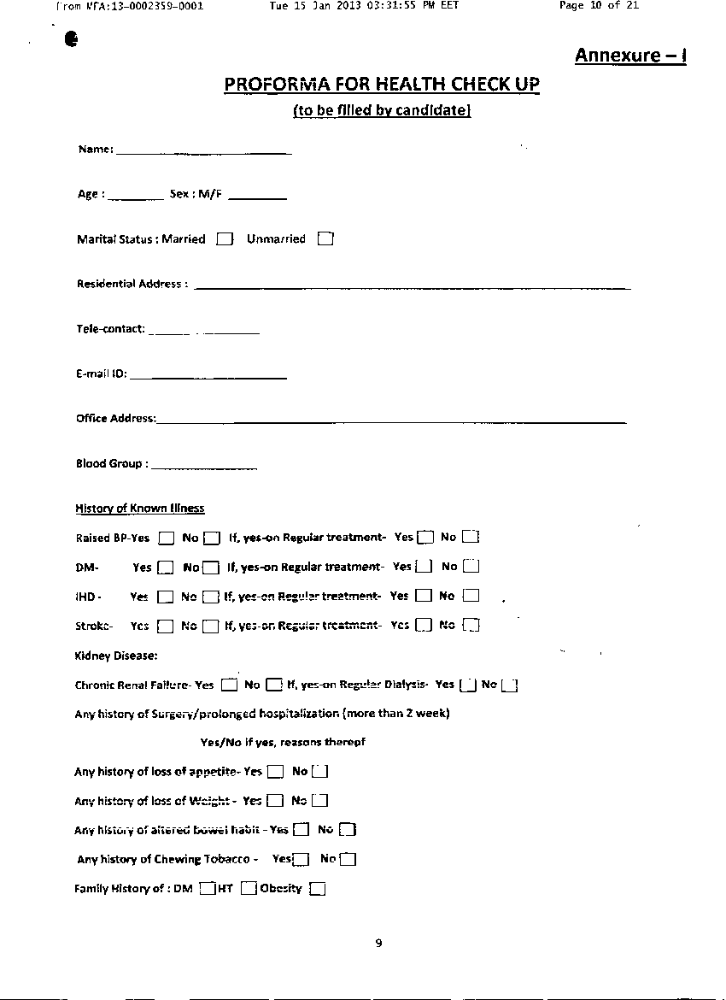 From MFA:13-0002359-0001 Tue 15 Jan 2013 03:31:55 PM EET Page 10 of 21
Annexure – I
PROFORMA FOR HEALTH CHECK UP
(to be filled by candidate)
Name:
Age : Sex : M/F
Marital Status : Married Unmarried
Residential Address :
Tele-contact:
E-mail ID:
Office Address:
Blood Group :
History of Known Illness
Raised BP-Yes No If, yes-on Regular treatment- Yes No
DM- Yes No If, yes-on Regular treatment- Yes No
IHD - Yes No If, yes-on Regular treatment- Yes No
Stroke- Yes No If, yes-on Regular treatment- Yes No
Kidney Disease:
Chronic Renal Failure- Yes No If, yes-on Regular Dialysis- Yes No
Any history of Surgery/prolonged hospitalization (more than 2 week)
Yes/No if yes, reasons thereof
Any history of loss of appetite- Yes No
Any history of loss of Weight - Yes No
Any history of altered bowel habit - Yes No
Any history of Chewing Tobacco - Yes No
Family History of : DM HT Obesity
9